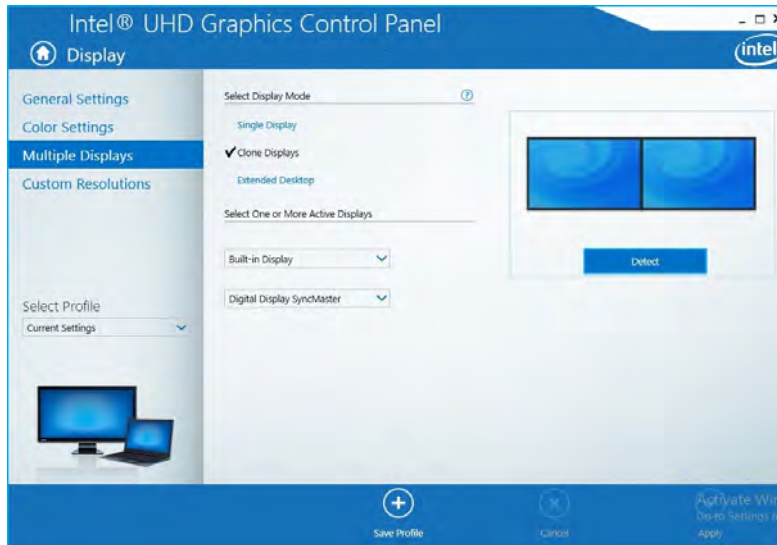 Intel® UHD Graphics Control Panel
Display
intel
General Settings
Color Settings
Multiple Displays
Custom Resolutions
Select Profile
Current Settings
Select Display Mode
Single Display
Clone Displays
Extended Desktop
Select One or More Active Displays
Built-in Display
Digital Display SyncMaster
Detect
Save Profile
Cancel
Apply
Activate Wi
Go to Settings